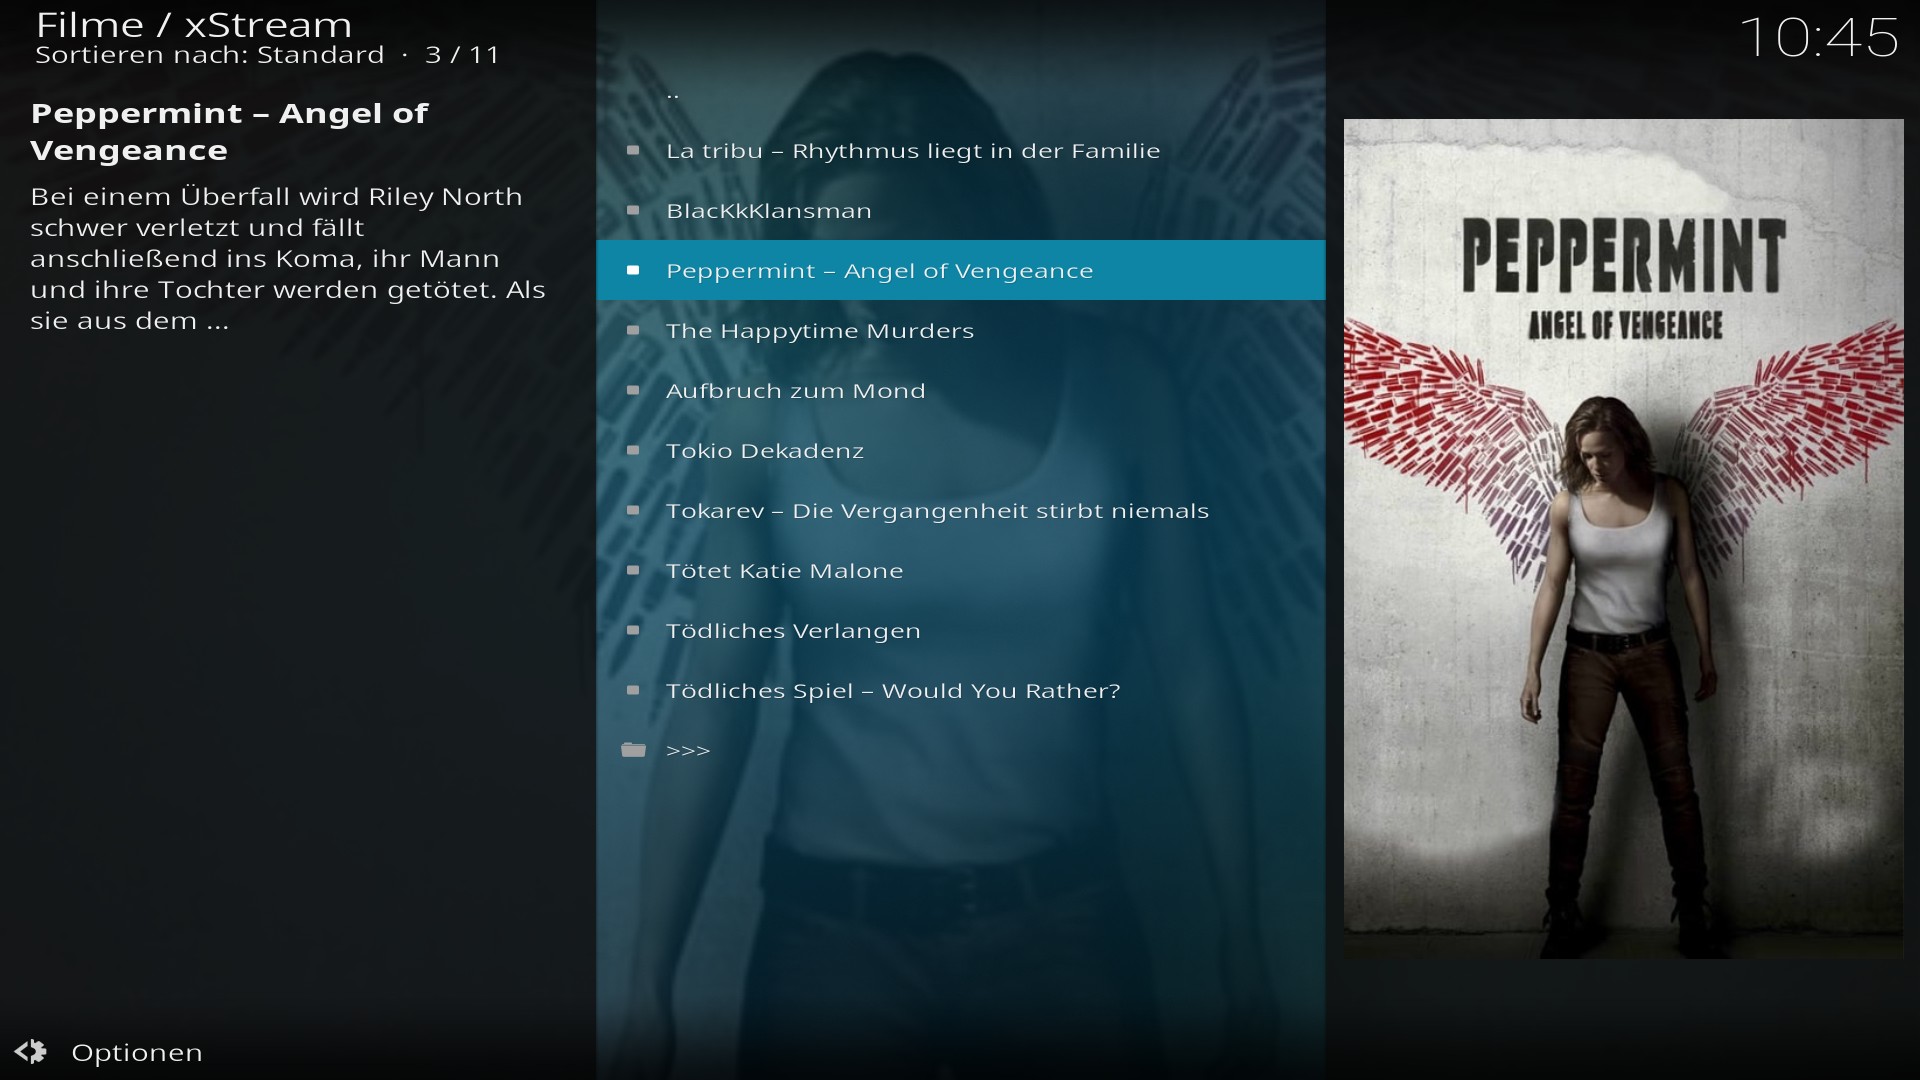 Filme / xStream
Sortieren nach: Standard · 3 / 11
10:45
Peppermint – Angel of
Vengeance
Bei einem Überfall wird Riley North
schwer verletzt und fällt
anschließend ins Koma, ihr Mann
und ihre Tochter werden getötet. Als
sie aus dem ...
..
La tribu – Rhythmus liegt in der Familie
BlacKkKlansman
Peppermint – Angel of Vengeance
The Happytime Murders
Aufbruch zum Mond
Tokio Dekadenz
Tokarev – Die Vergangenheit stirbt niemals
Tötet Katie Malone
Tödliches Verlangen
Tödliches Spiel – Would You Rather?
>>>
PEPPERMINT
ANGEL OF VENGEANCE
Optionen